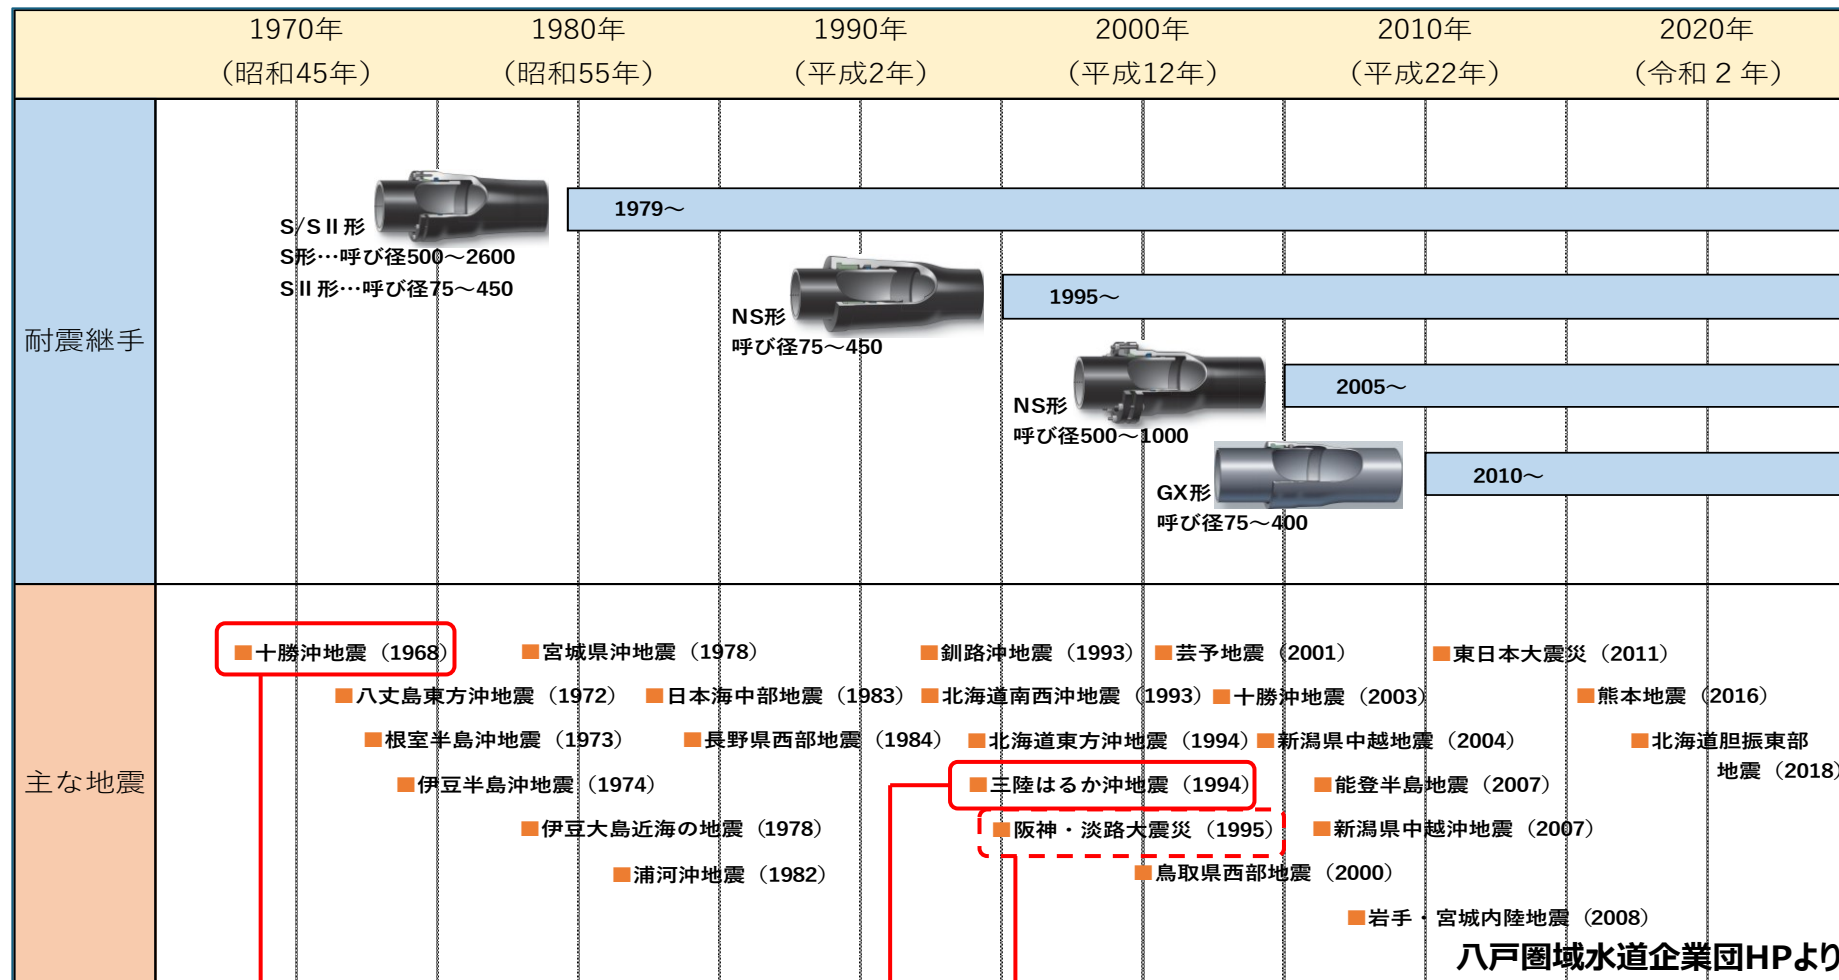 1970年
（昭和45年）
1980年
（昭和55年）
1990年
（平成2年）
2000年
（平成12年）
2010年
（平成22年）
2020年
（令和２年）
耐震継手
S/SⅡ形
S形…呼び径500～2600
SⅡ形…呼び径75～450
1979～
NS形
呼び径75～450
1995～
NS形
呼び径500～1000
2005～
GX形
呼び径75～400
2010～
主な地震
十勝沖地震（1968）
宮城県沖地震（1978）
釧路沖地震（1993）
芸予地震（2001）
東日本大震災（2011）
八丈島東方沖地震（1972）
日本海中部地震（1983）
北海道南西沖地震（1993）
十勝沖地震（2003）
熊本地震（2016）
根室半島沖地震（1973）
長野県西部地震（1984）
北海道東方沖地震（1994）
新潟県中越地震（2004）
北海道胆振東部
地震（2018）
伊豆半島沖地震（1974）
三陸はるか沖地震（1994）
能登半島地震（2007）
伊豆大島近海の地震（1978）
阪神・淡路大震災（1995）
新潟県中越沖地震（2007）
浦河沖地震（1982）
鳥取県西部地震（2000）
岩手・宮城内陸地震（2008）
八戸圏域水道企業団HPより